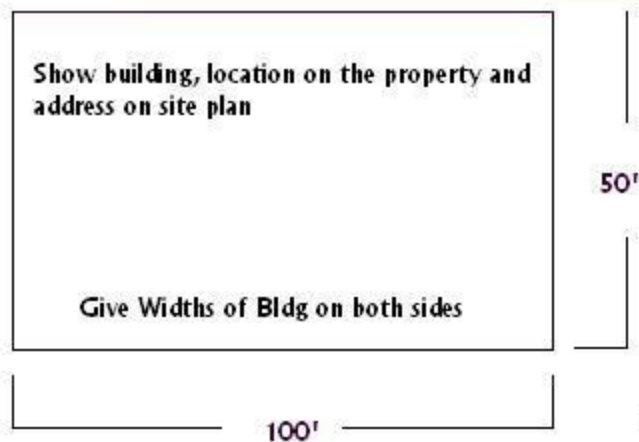 Show building, location on the property and
address on site plan
50'
Give Widths of Bldg on both sides
100'